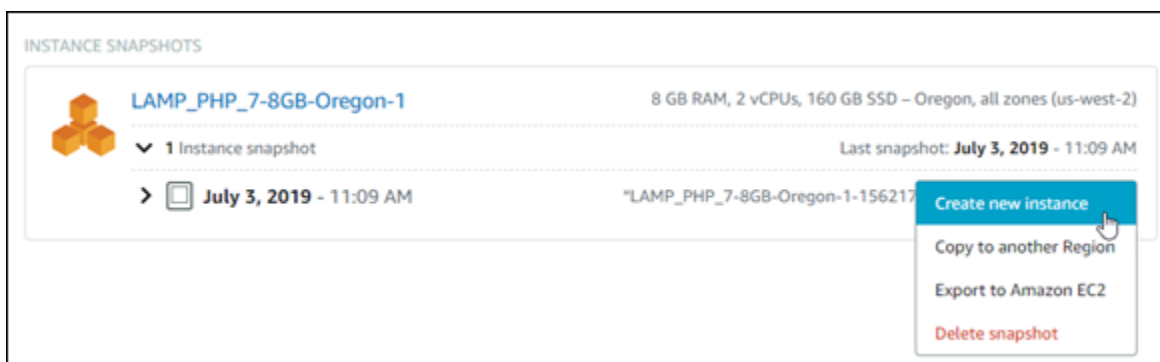 INSTANCE SNAPSHOTS
LAMP_PHP_7-8GB-Oregon-1
8 GB RAM, 2 vCPUs, 160 GB SSD – Oregon, all zones (us-west-2)
1 Instance snapshot
Last snapshot: July 3, 2019 - 11:09 AM
July 3, 2019 - 11:09 AM
"LAMP_PHP_7-8GB-Oregon-1-156217
Create new instance
Copy to another Region
Export to Amazon EC2
Delete snapshot